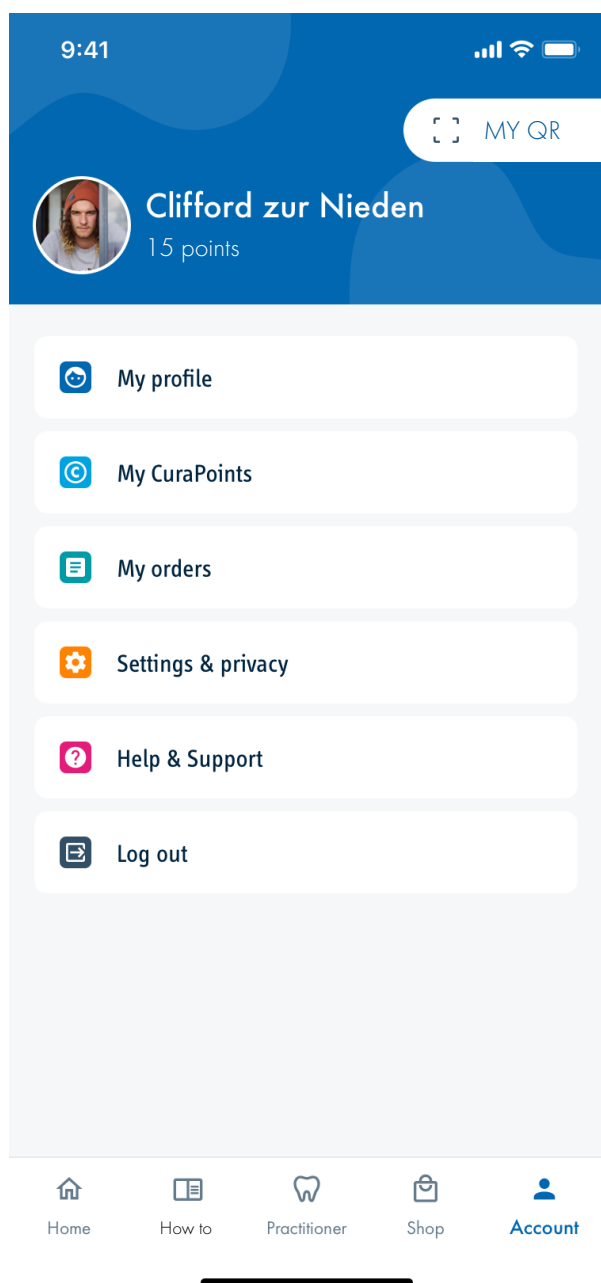 9:41
MY QR
Clifford zur Nieden
15 points
My profile
My CuraPoints
My orders
Settings & privacy
Help & Support
Log out
Home
How to
Practitioner
Shop
Account